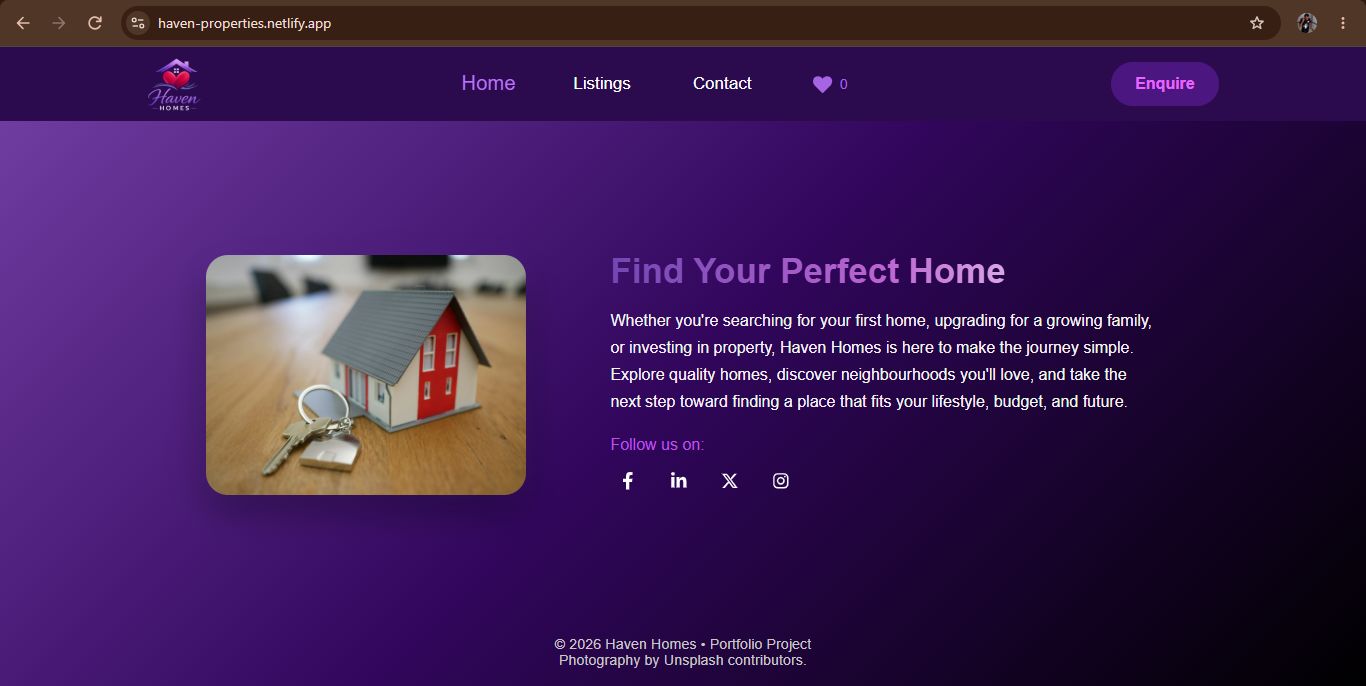 haven-properties.netlify.app
Haven
HOMES
Home
Listings
Contact
0
Enquire
Find Your Perfect Home
Whether you're searching for your first home, upgrading for a growing family,
or investing in property, Haven Homes is here to make the journey simple.
Explore quality homes, discover neighbourhoods you'll love, and take the
next step toward finding a place that fits your lifestyle, budget, and future.
Follow us on:
© 2026 Haven Homes • Portfolio Project
Photography by Unsplash contributors.